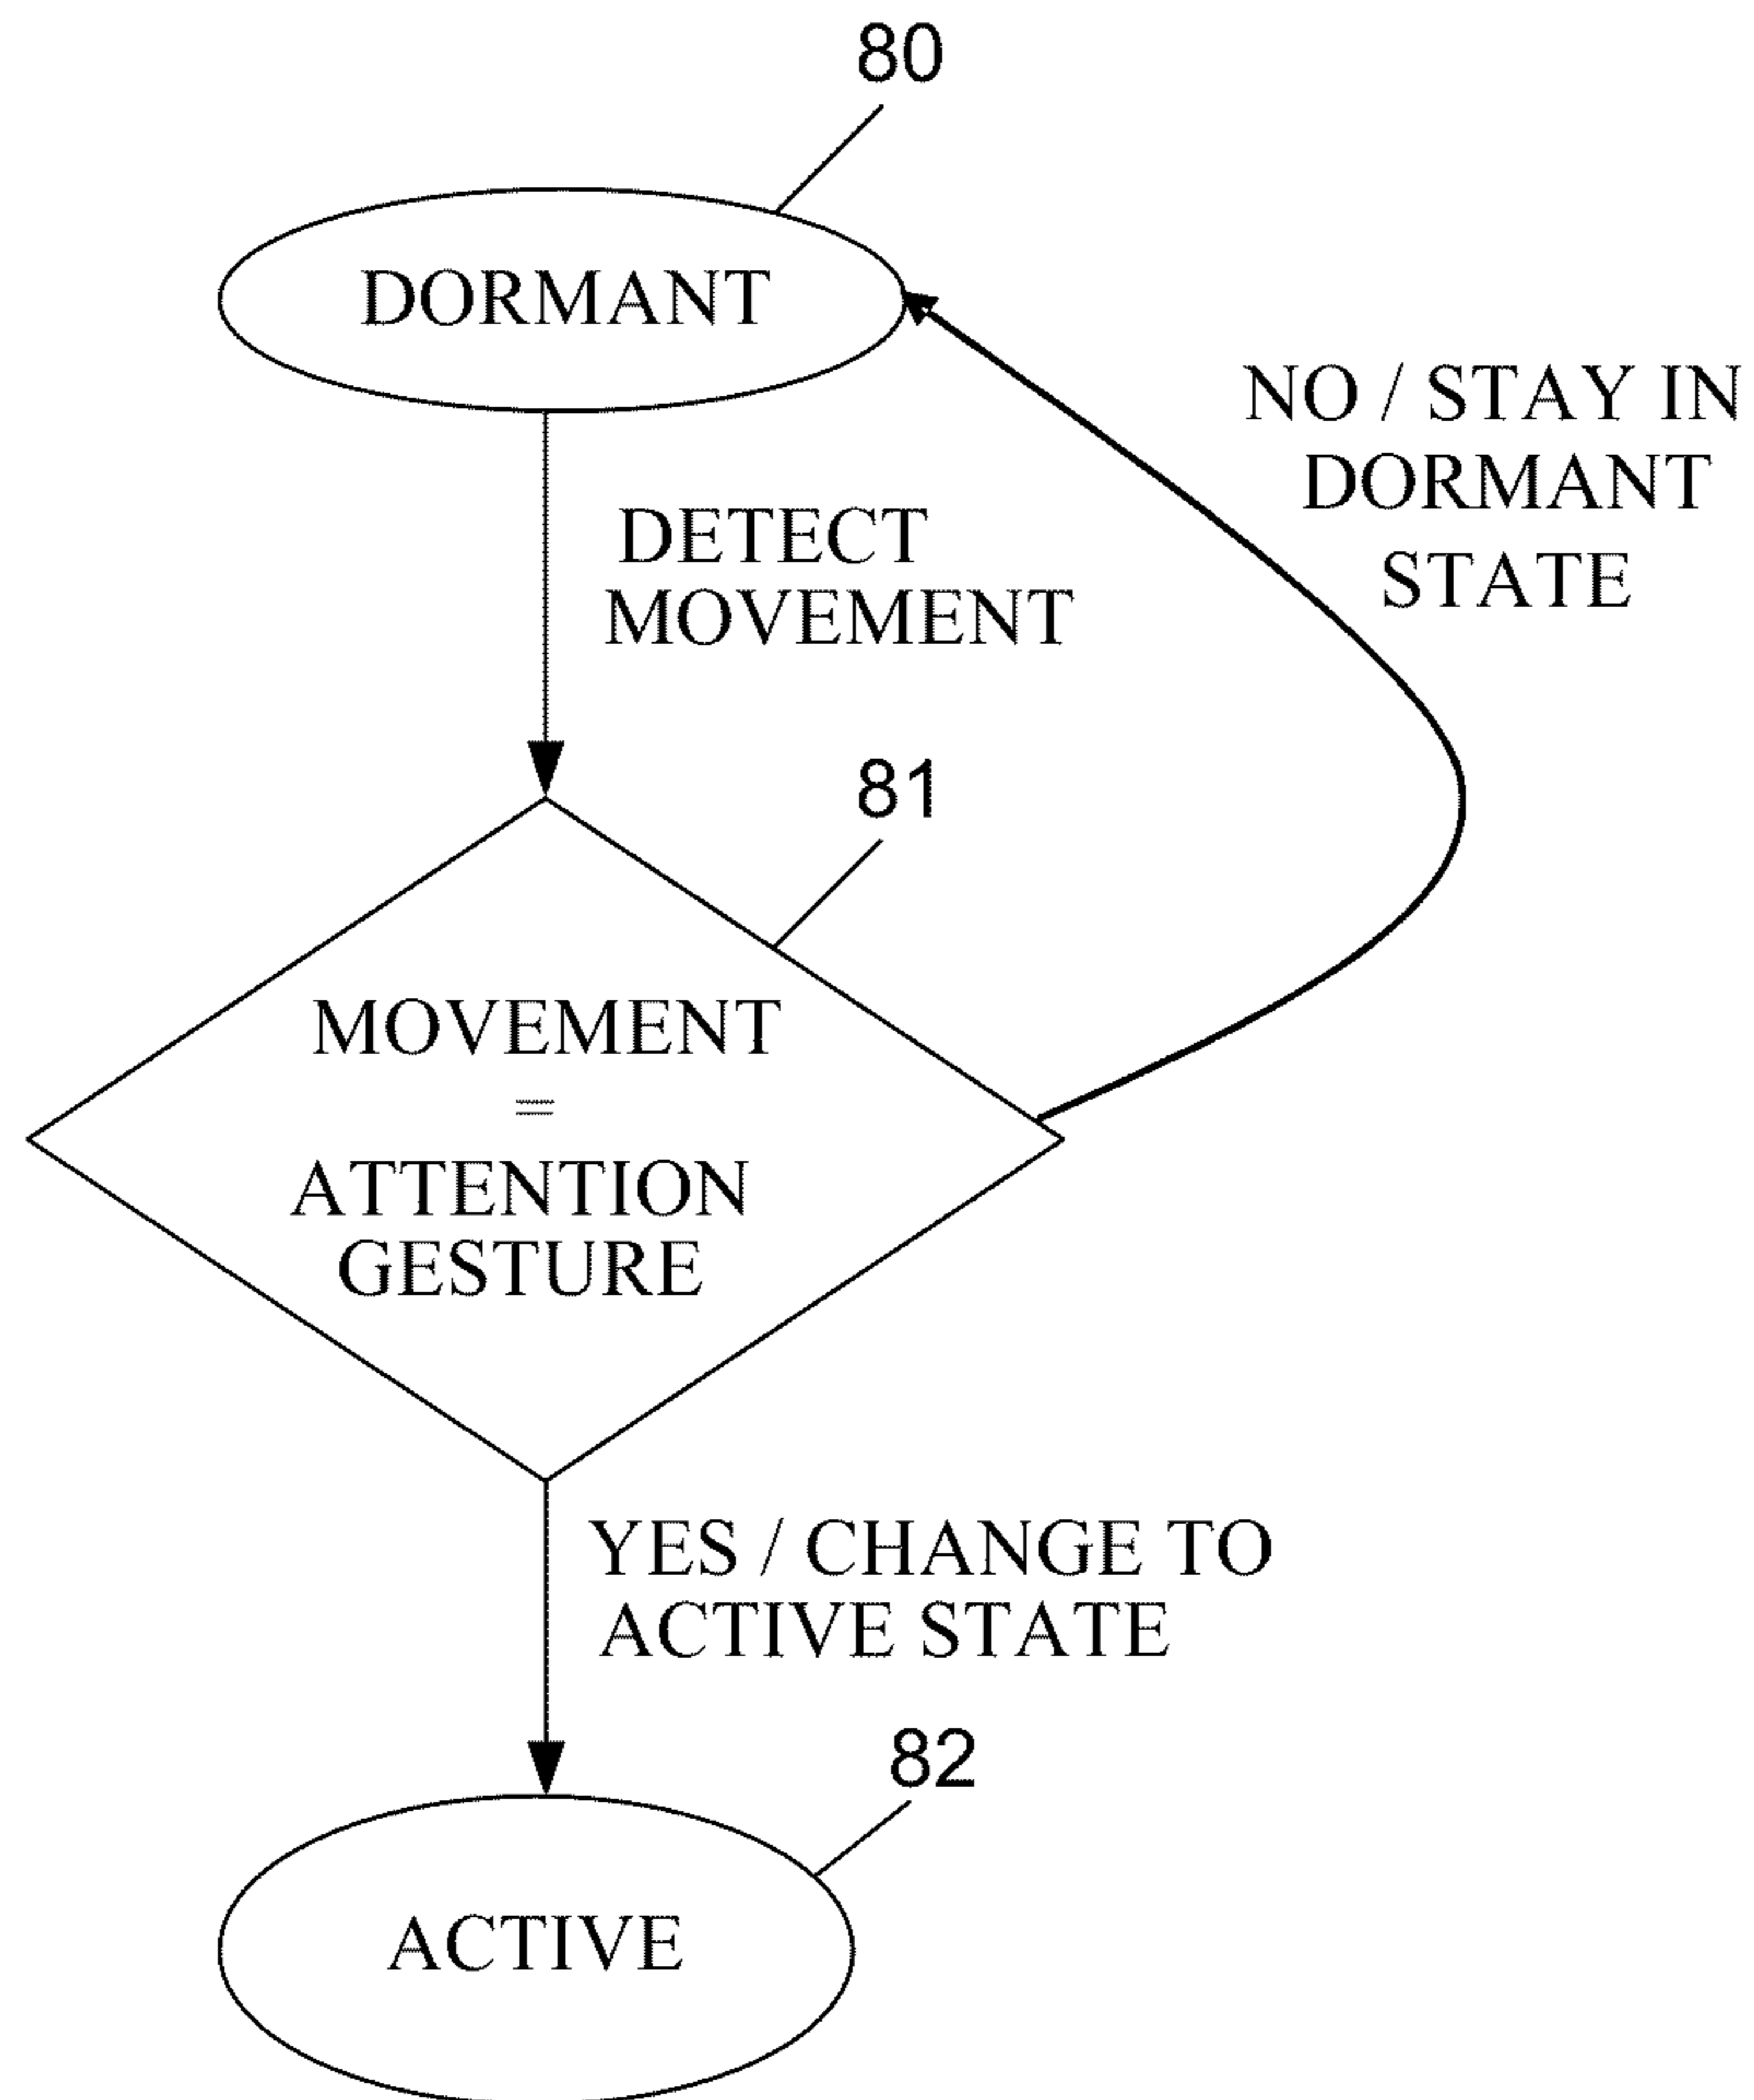 80
DORMANT
NO / STAY IN
DORMANT
STATE
DETECT
MOVEMENT
81
MOVEMENT
=
ATTENTION
GESTURE
YES / CHANGE TO
ACTIVE STATE
82
ACTIVE